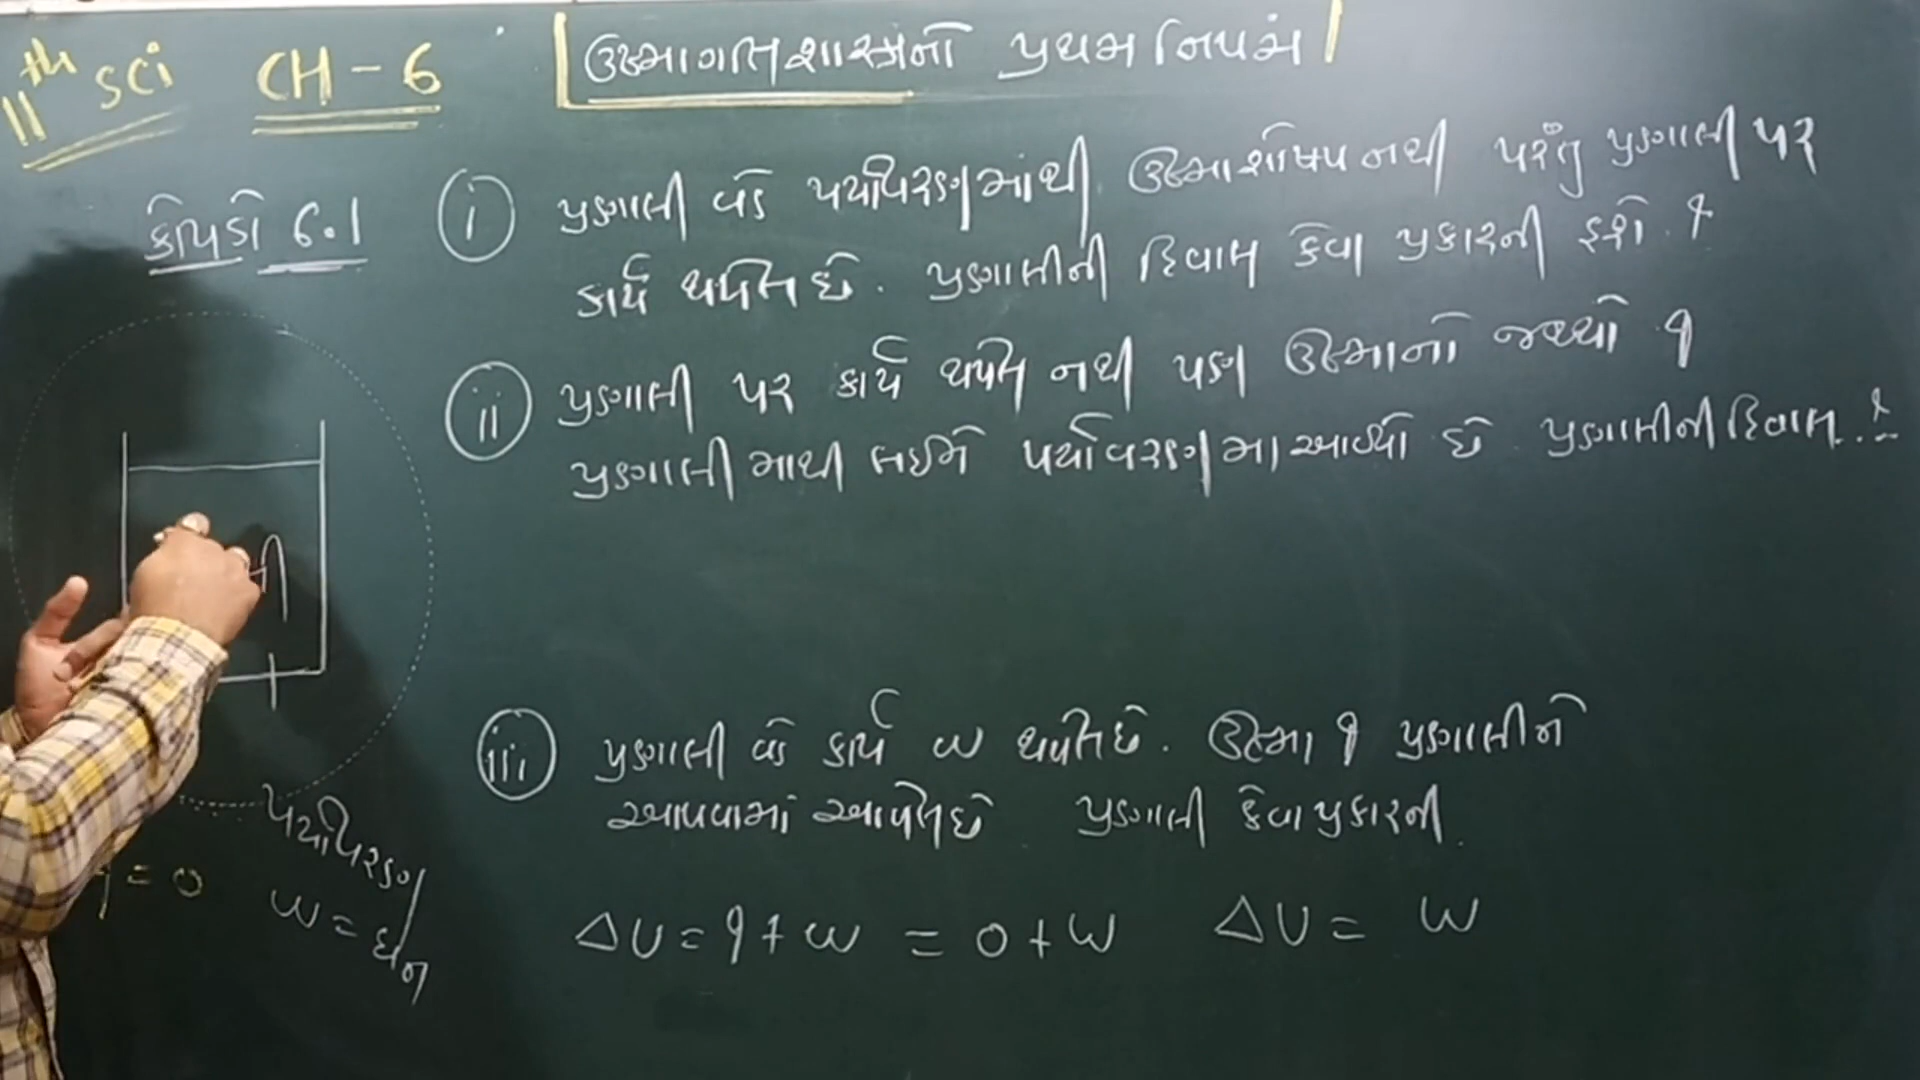 11th SCi CH - 6
ઉષ્માગતિશાસ્ત્રનો પ્રથમ નિયમ
કોયડો 6.1
(i) પ્રણાલી વડે પર્યાવરણમાંથી ઉષ્માશોષય નથી પરંતુ પ્રણાલી પર
કાર્ય થયેલ છે. પ્રણાલીની દિવાલ કેવા પ્રકારની હશે ?
(ii) પ્રણાલી પર કાર્ય થયેલ નથી પણ ઉષ્માનો જથ્થો q
પ્રણાલીમાથી લઈને પર્યાવરણમા આપ્યો છે પ્રણાલીની દિવાલ..?
(iii) પ્રણાલી વડે કાર્ય w થયેલ છે. ઉષ્મા q પ્રણાલીને
આપવામાં આવેલ છે પ્રણાલી કેવા પ્રકારની.
પર્યાવરણ
= 0
w = ધન
ΔU = q + w = 0 + w ΔU = w